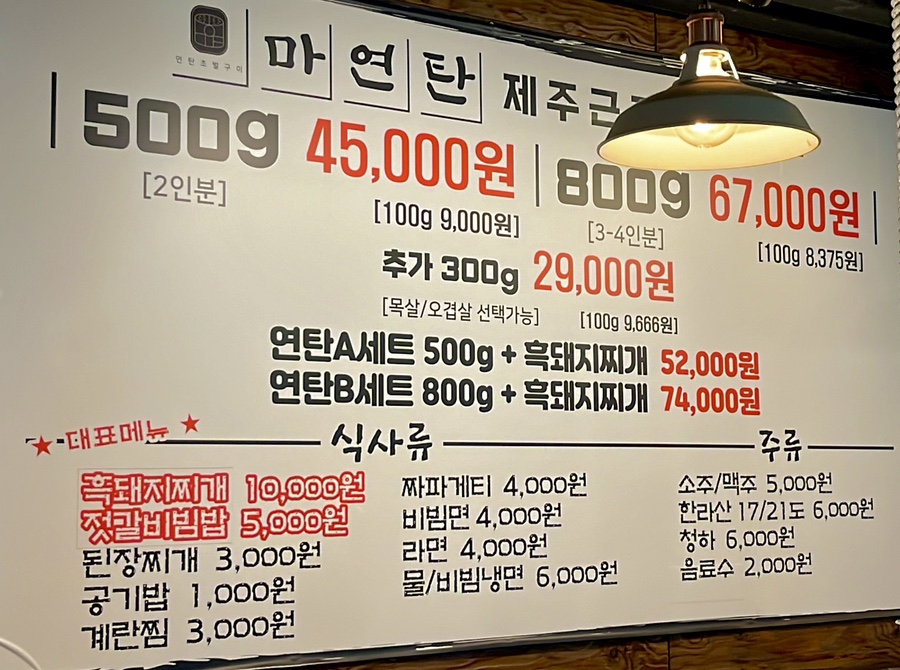 연탄초벌구이
마연탄 제주근
500g 45,000원 800g 67,000원
[2인분] [100g 9,000원] [3-4인분] [100g 8,375원]
추가 300g 29,000원
[목살/오겹살 선택가능] [100g 9,666원]
연탄A세트 500g + 흑돼지찌개 52,000원
연탄B세트 800g + 흑돼지찌개 74,000원
대표메뉴
식사류
흑돼지찌개 10,000원
젓갈비빔밥 5,000원
된장찌개 3,000원
공기밥 1,000원
계란찜 3,000원
짜파게티 4,000원
비빔면 4,000원
라면 4,000원
물/비빔냉면 6,000원
주류
소주/맥주 5,000원
한라산 17/21도 6,000원
청하 6,000원
음료수 2,000원